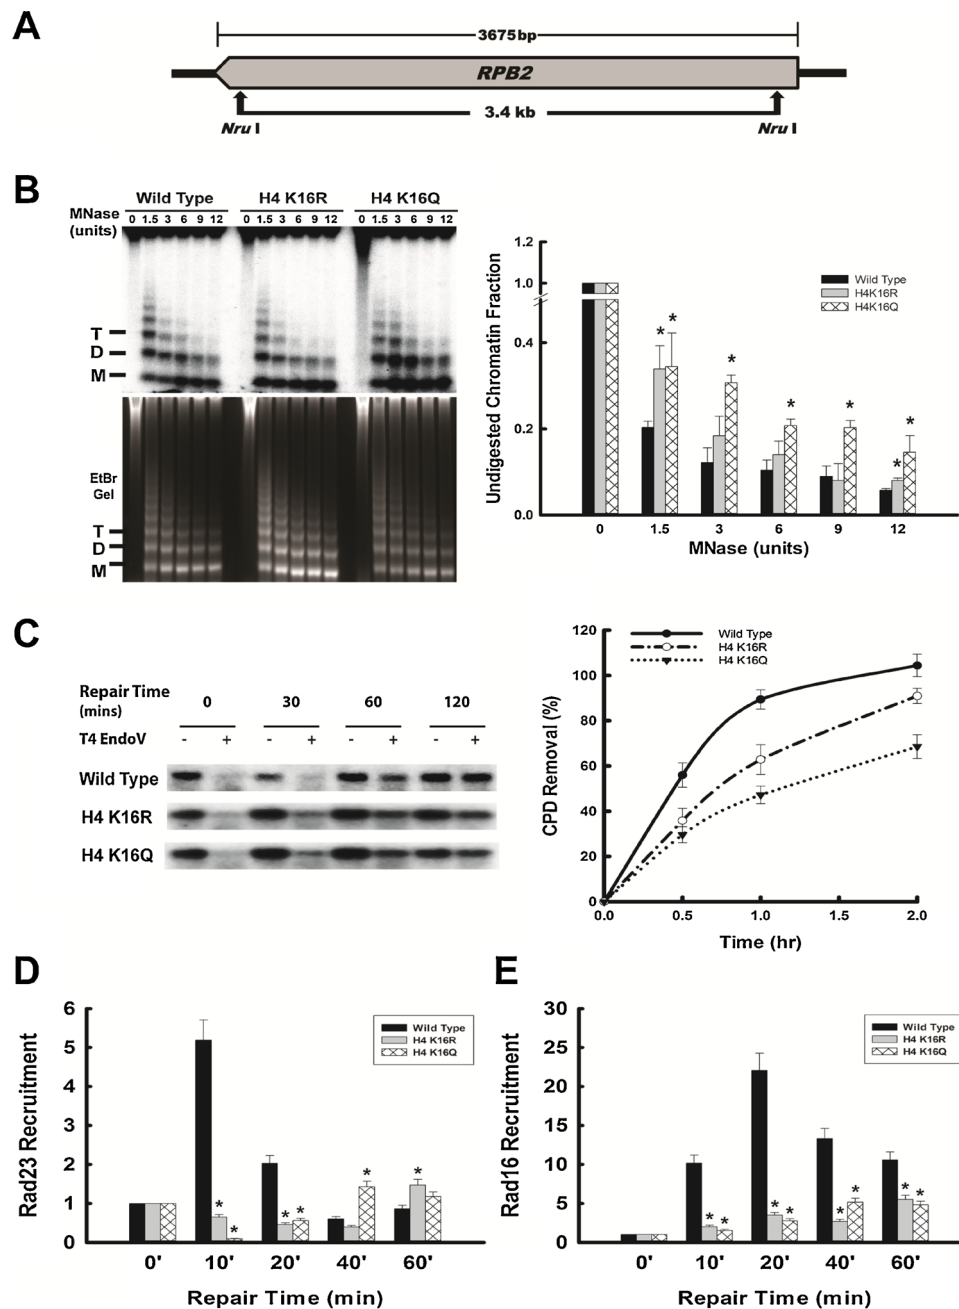 A
3675bp
RPB2
3.4 kb
Nru I
Nru I
B
Wild Type H4 K16R H4 K16Q
MNase (units)
0 1.5 3 6 9 12 0 1.5 3 6 9 12 0 1.5 3 6 9 12
T
D
M
EtBr Gel
T
D
M
Undigested Chromatin Fraction
1.2
1.0
0.4
0.2
0.0
Wild Type
H4K16R
H4K16Q
* *
*
*
*
* *
0 1.5 3 6 9 12
MNase (units)
C
Repair Time (mins)
0 30 60 120
T4 EndoV - + - + - + - +
Wild Type
H4 K16R
H4 K16Q
CPD Removal (%)
120
100
80
60
40
20
0
Wild Type
H4 K16R
H4 K16Q
0.0 0.5 1.0 1.5 2.0
Time (hr)
D
Rad23 Recruitment
6
5
4
3
2
1
0
Wild Type
H4 K16R
H4 K16Q
* *
* *
*
*
0' 10' 20' 40' 60'
Repair Time (min)
E
Rad16 Recruitment
30
25
20
15
10
5
0
Wild Type
H4 K16R
H4 K16Q
* *
* *
* *
* *
0' 10' 20' 40' 60'
Repair Time (min)